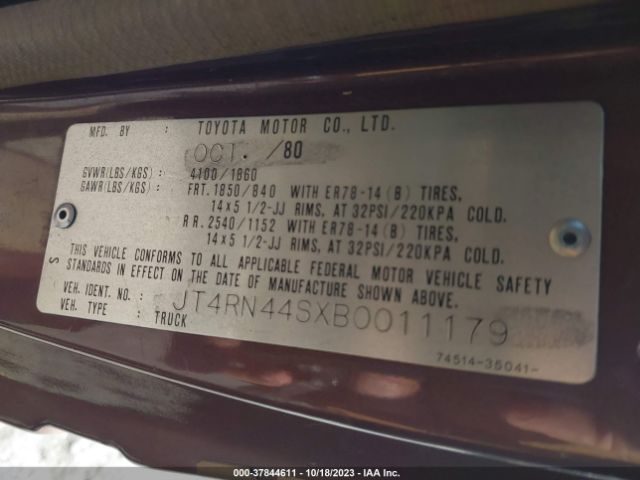 MFD. BY : TOYOTA MOTOR CO., LTD.
OCT. /80
GVWR(LBS/KGS) : 4100/1860
GAWR(LBS/KGS) : FRT. 1850/840 WITH ER78-14 (B) TIRES,
14×5 1/2-JJ RIMS, AT 32PSI/220KPA COLD.
RR. 2540/1152 WITH ER78-14 (B) TIRES,
14×5 1/2-JJ RIMS, AT 32PSI/220KPA COLD.
THIS VEHICLE CONFORMS TO ALL APPLICABLE FEDERAL MOTOR VEHICLE SAFETY
S STANDARDS IN EFFECT ON THE DATE OF MANUFACTURE SHOWN ABOVE.
VEH. IDENT. NO. : JT4RN44SXB0011179
VEH. TYPE : TRUCK
74514-35041-
000-37844611 - 10/18/2023 - IAA Inc.